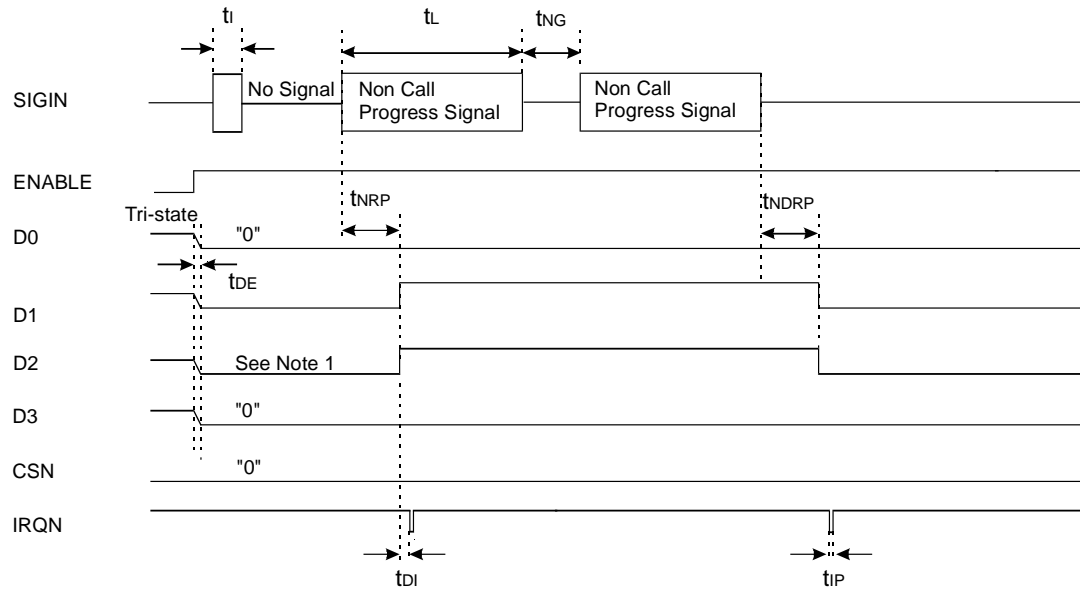 tI
tL
tNG
SIGIN
No Signal
Non Call
Progress Signal
Non Call
Progress Signal
ENABLE
tNRP
tNDRP
Tri-state
D0
"0"
tDE
D1
D2
See Note 1
D3
"0"
CSN
"0"
IRQN
tDI
tIP